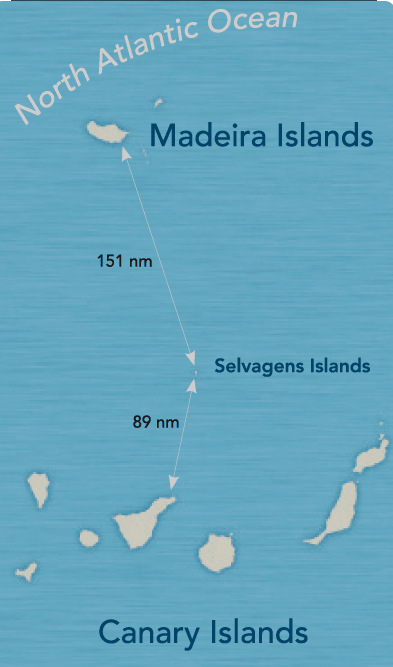 North Atlantic Ocean
Madeira Islands
151 nm
Selvagens Islands
89 nm
Canary Islands